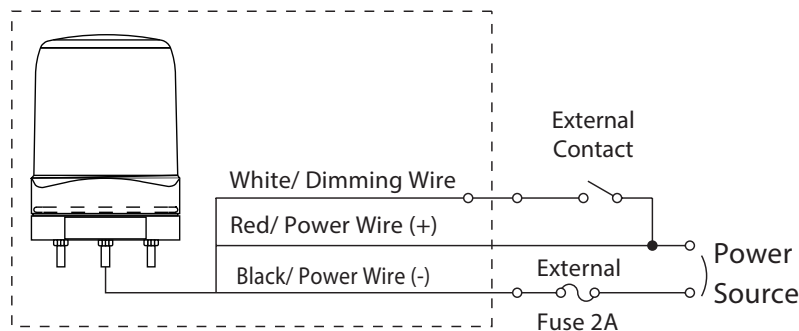 External
Contact
White/ Dimming Wire
Red/ Power Wire (+)
Power
Black/ Power Wire (-)
External
Source
Fuse 2A